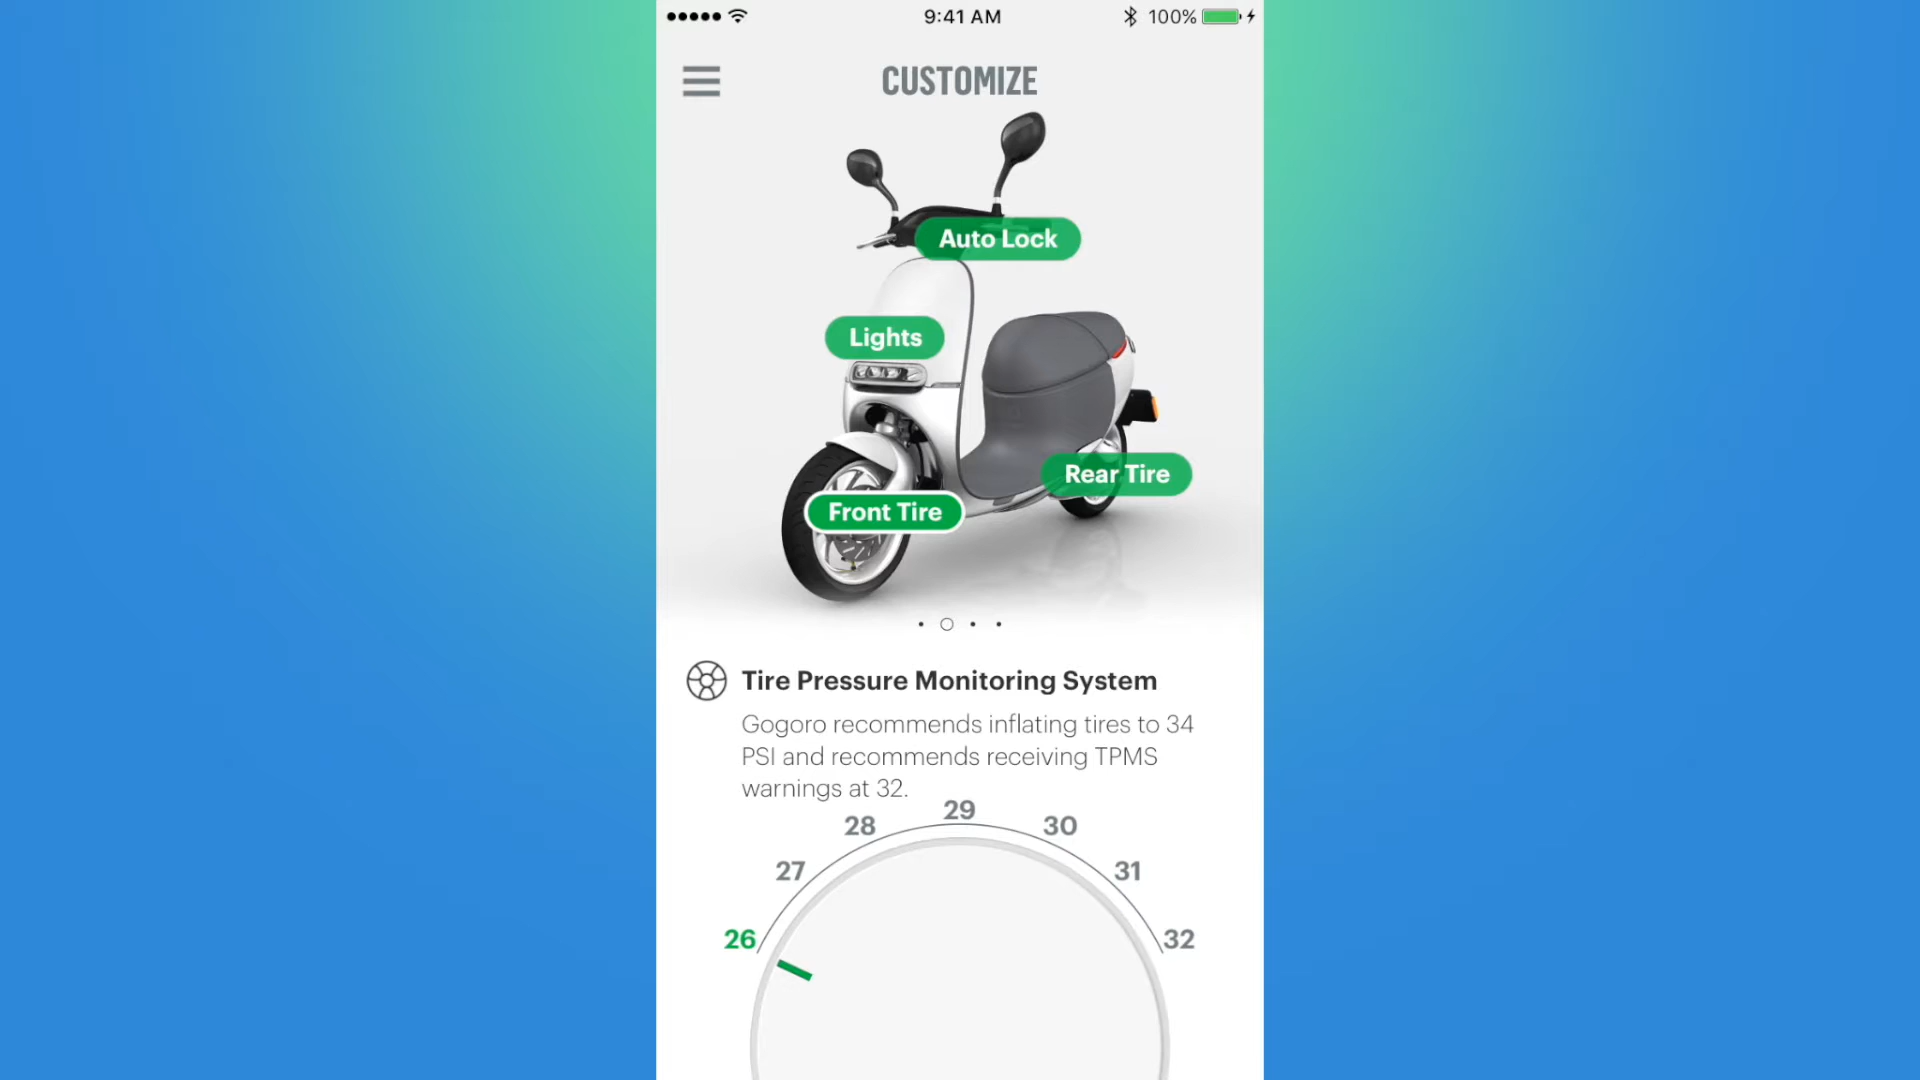 9:41 AM
100%
CUSTOMIZE
Auto Lock
Lights
Rear Tire
Front Tire
Tire Pressure Monitoring System
Gogoro recommends inflating tires to 34
PSI and recommends receiving TPMS
warnings at 32.
26
27
28
29
30
31
32